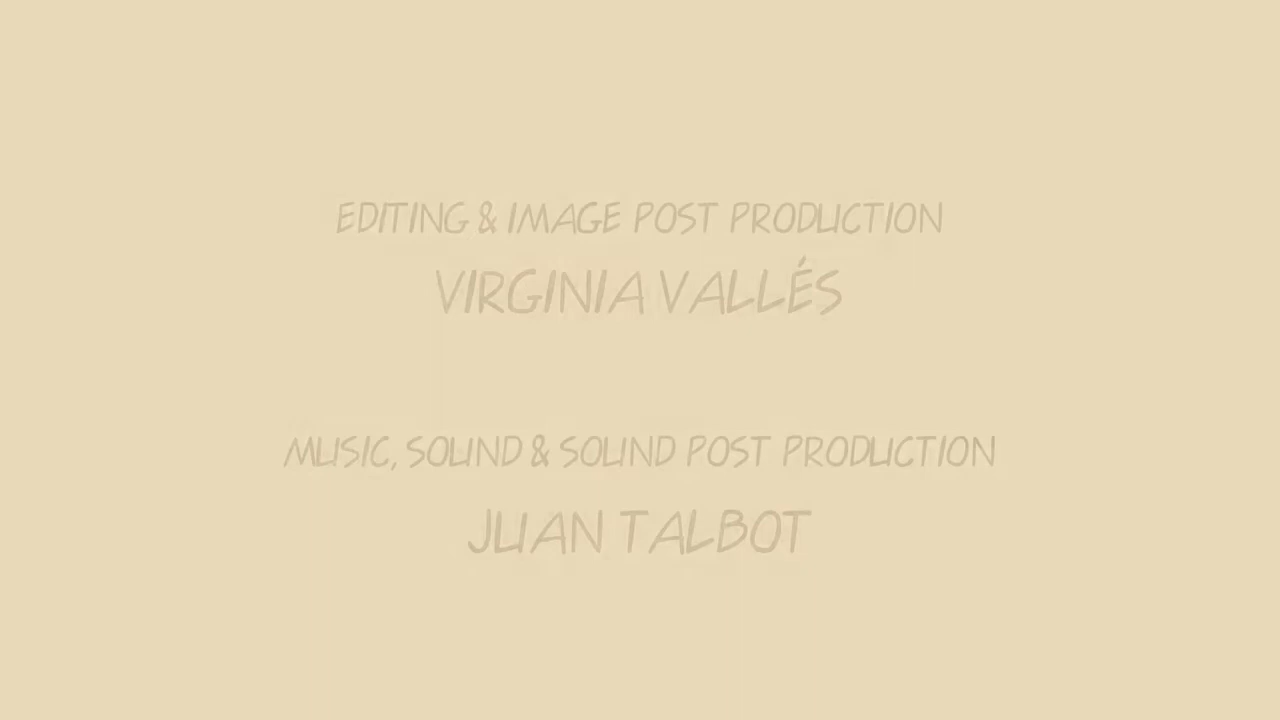 EDITING & IMAGE POST PRODUCTION
VIRGINIA VALLÉS
MUSIC, SOUND & SOUND POST PRODUCTION
JUAN TALBOT